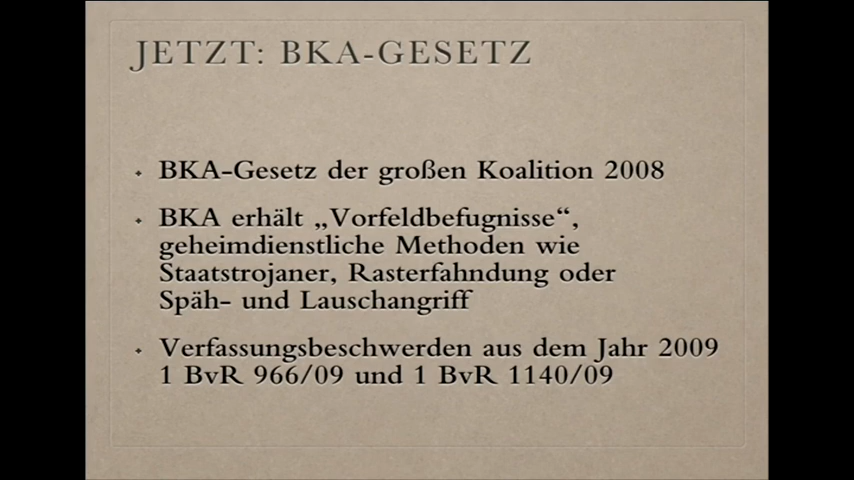 JETZT: BKA-GESETZ
BKA-Gesetz der großen Koalition 2008
BKA erhält „Vorfeldbefugnisse“,
geheimdienstliche Methoden wie
Staatstrojaner, Rasterfahndung oder
Späh- und Lauschangriff
Verfassungsbeschwerden aus dem Jahr 2009
1 BvR 966/09 und 1 BvR 1140/09